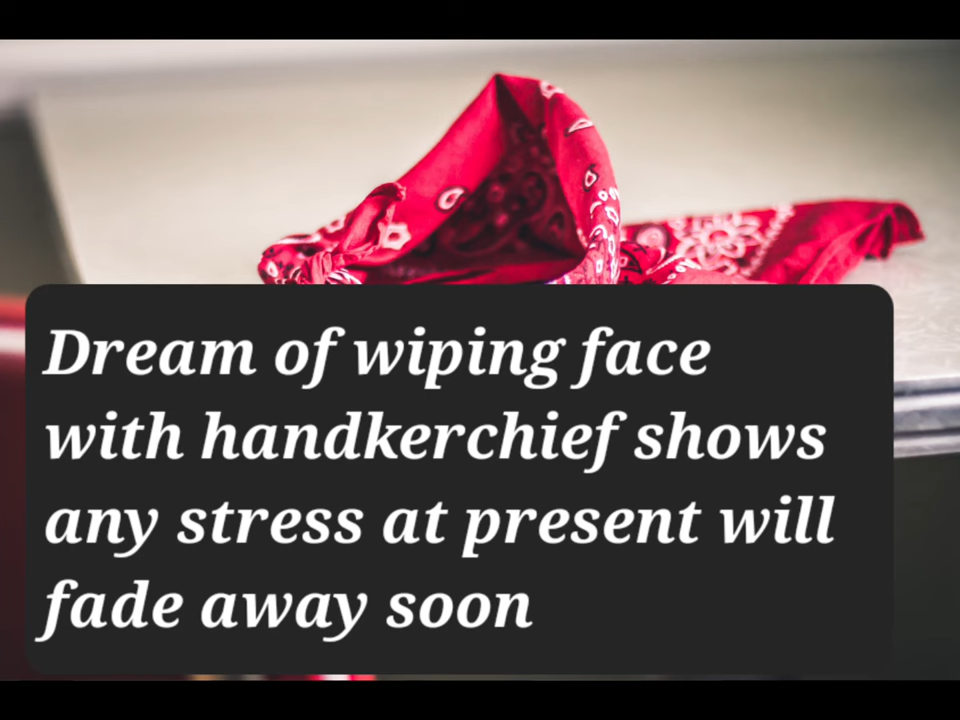 Dream of wiping face
with handkerchief shows
any stress at present will
fade away soon